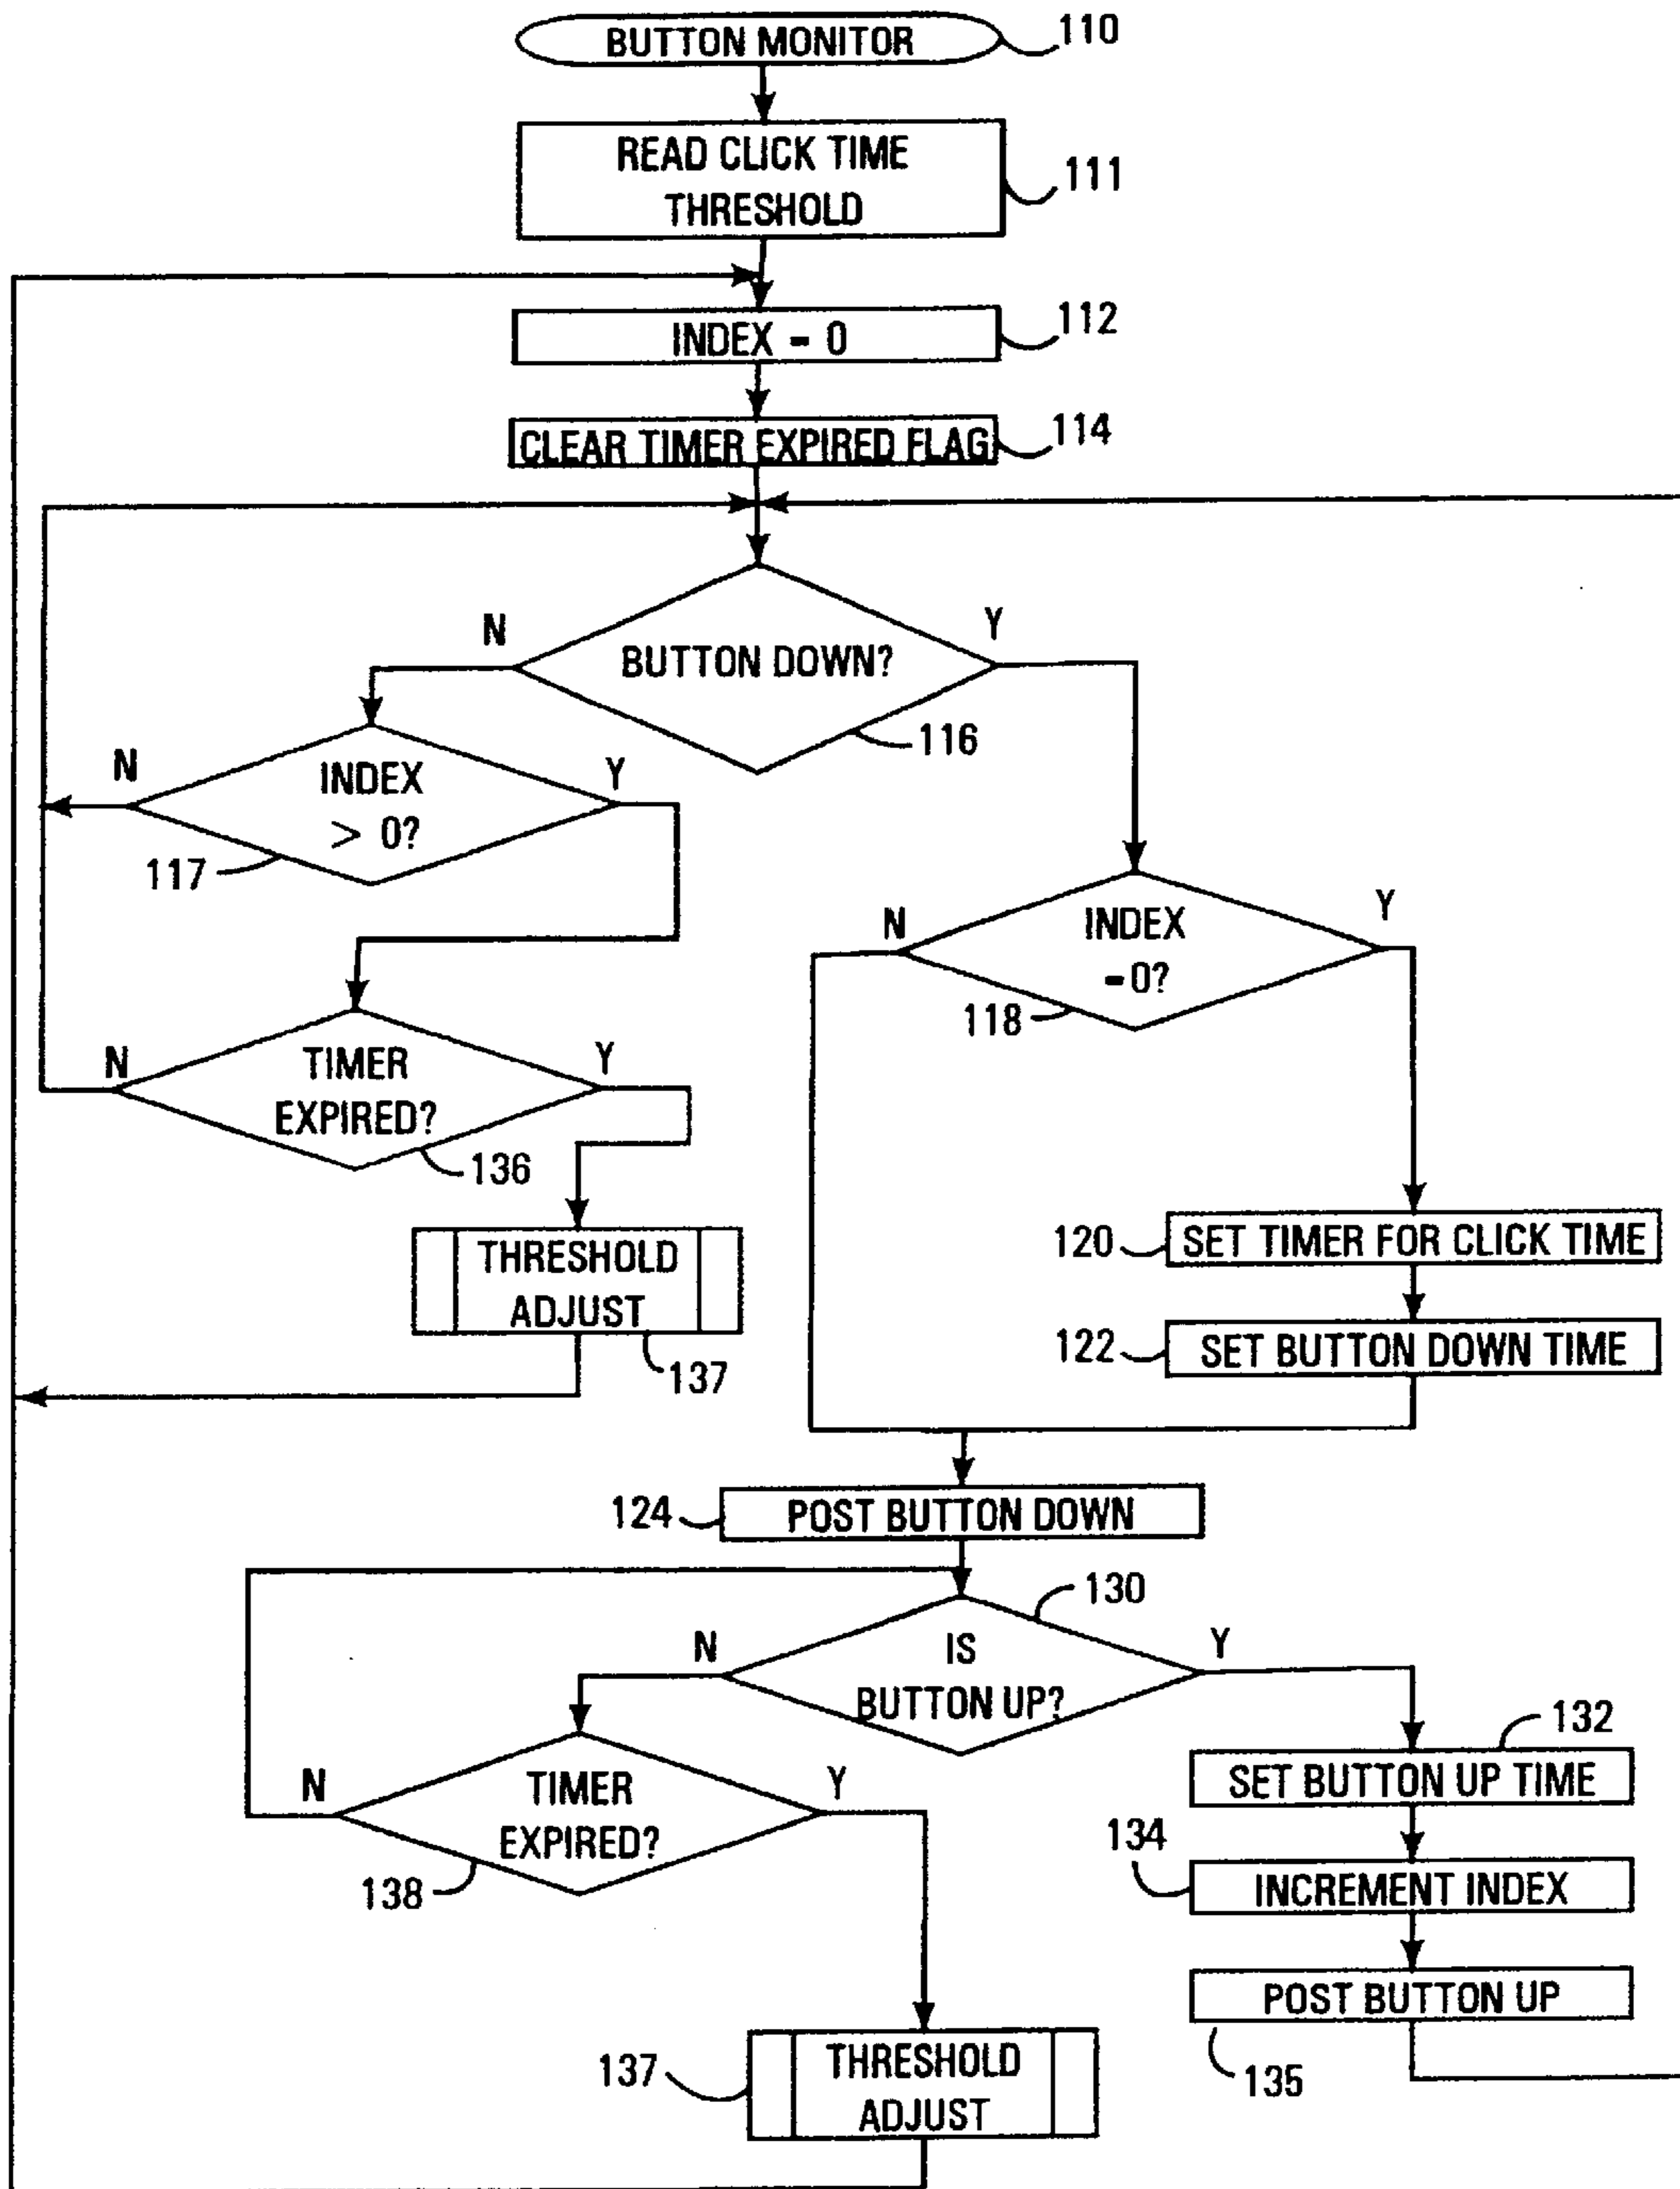 BUTTON MONITOR
110
READ CLICK TIME
THRESHOLD
111
INDEX = 0
112
CLEAR TIMER EXPIRED FLAG
114
N
BUTTON DOWN?
Y
116
N
INDEX
> 0?
Y
117
N
INDEX
=0?
Y
118
N
TIMER
EXPIRED?
Y
136
THRESHOLD
ADJUST
137
120
SET TIMER FOR CLICK TIME
122
SET BUTTON DOWN TIME
124
POST BUTTON DOWN
130
N
IS
BUTTON UP?
Y
132
SET BUTTON UP TIME
N
TIMER
EXPIRED?
Y
138
134
INCREMENT INDEX
POST BUTTON UP
135
137
THRESHOLD
ADJUST